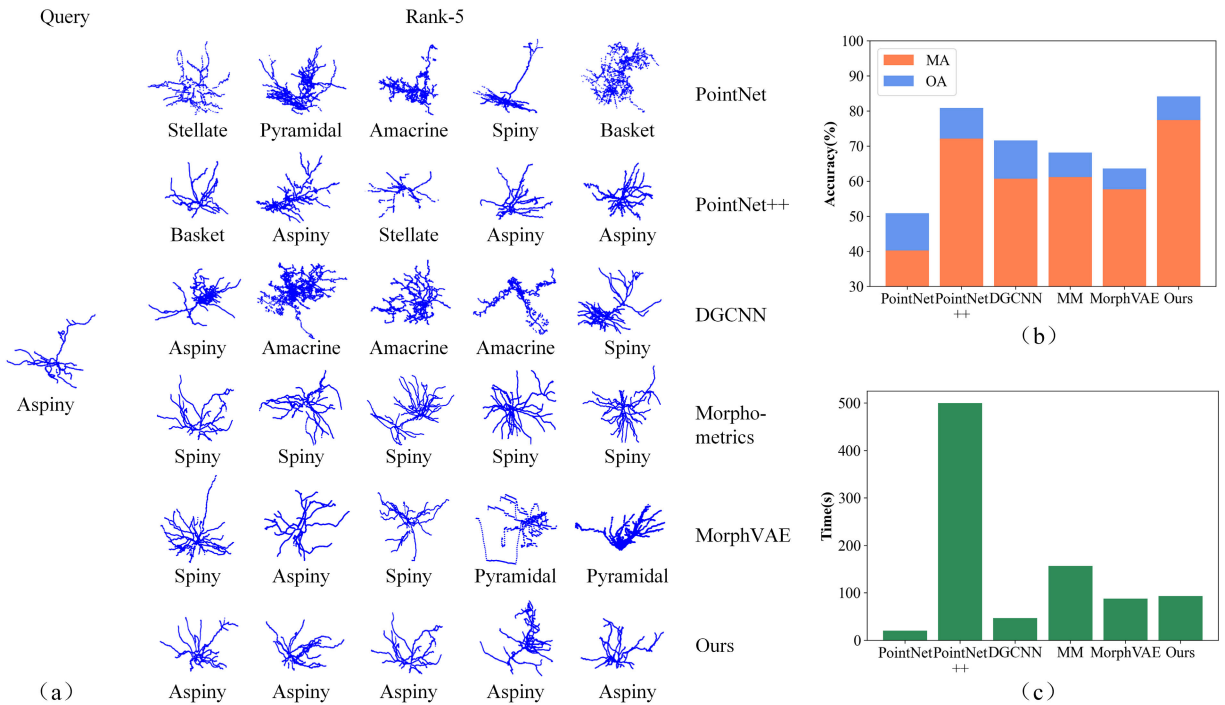 Query
Rank-5
Stellate Pyramidal Amacrine Spiny Basket
PointNet
Basket Aspiny Stellate Aspiny Aspiny
PointNet++
Aspiny Amacrine Amacrine Amacrine Spiny
DGCNN
Aspiny
Spiny Spiny Spiny Spiny Spiny
Morpho-
metrics
Spiny Aspiny Spiny Pyramidal Pyramidal
MorphVAE
Aspiny Aspiny Aspiny Aspiny Aspiny
Ours
（a）
MA
OA
Accuracy(%)
100
90
80
70
60
50
40
30
PointNet PointNet DGCNN MM MorphVAE Ours
++
（b）
Time(s)
500
400
300
200
100
0
PointNet PointNet DGCNN MM MorphVAE Ours
++
（c）